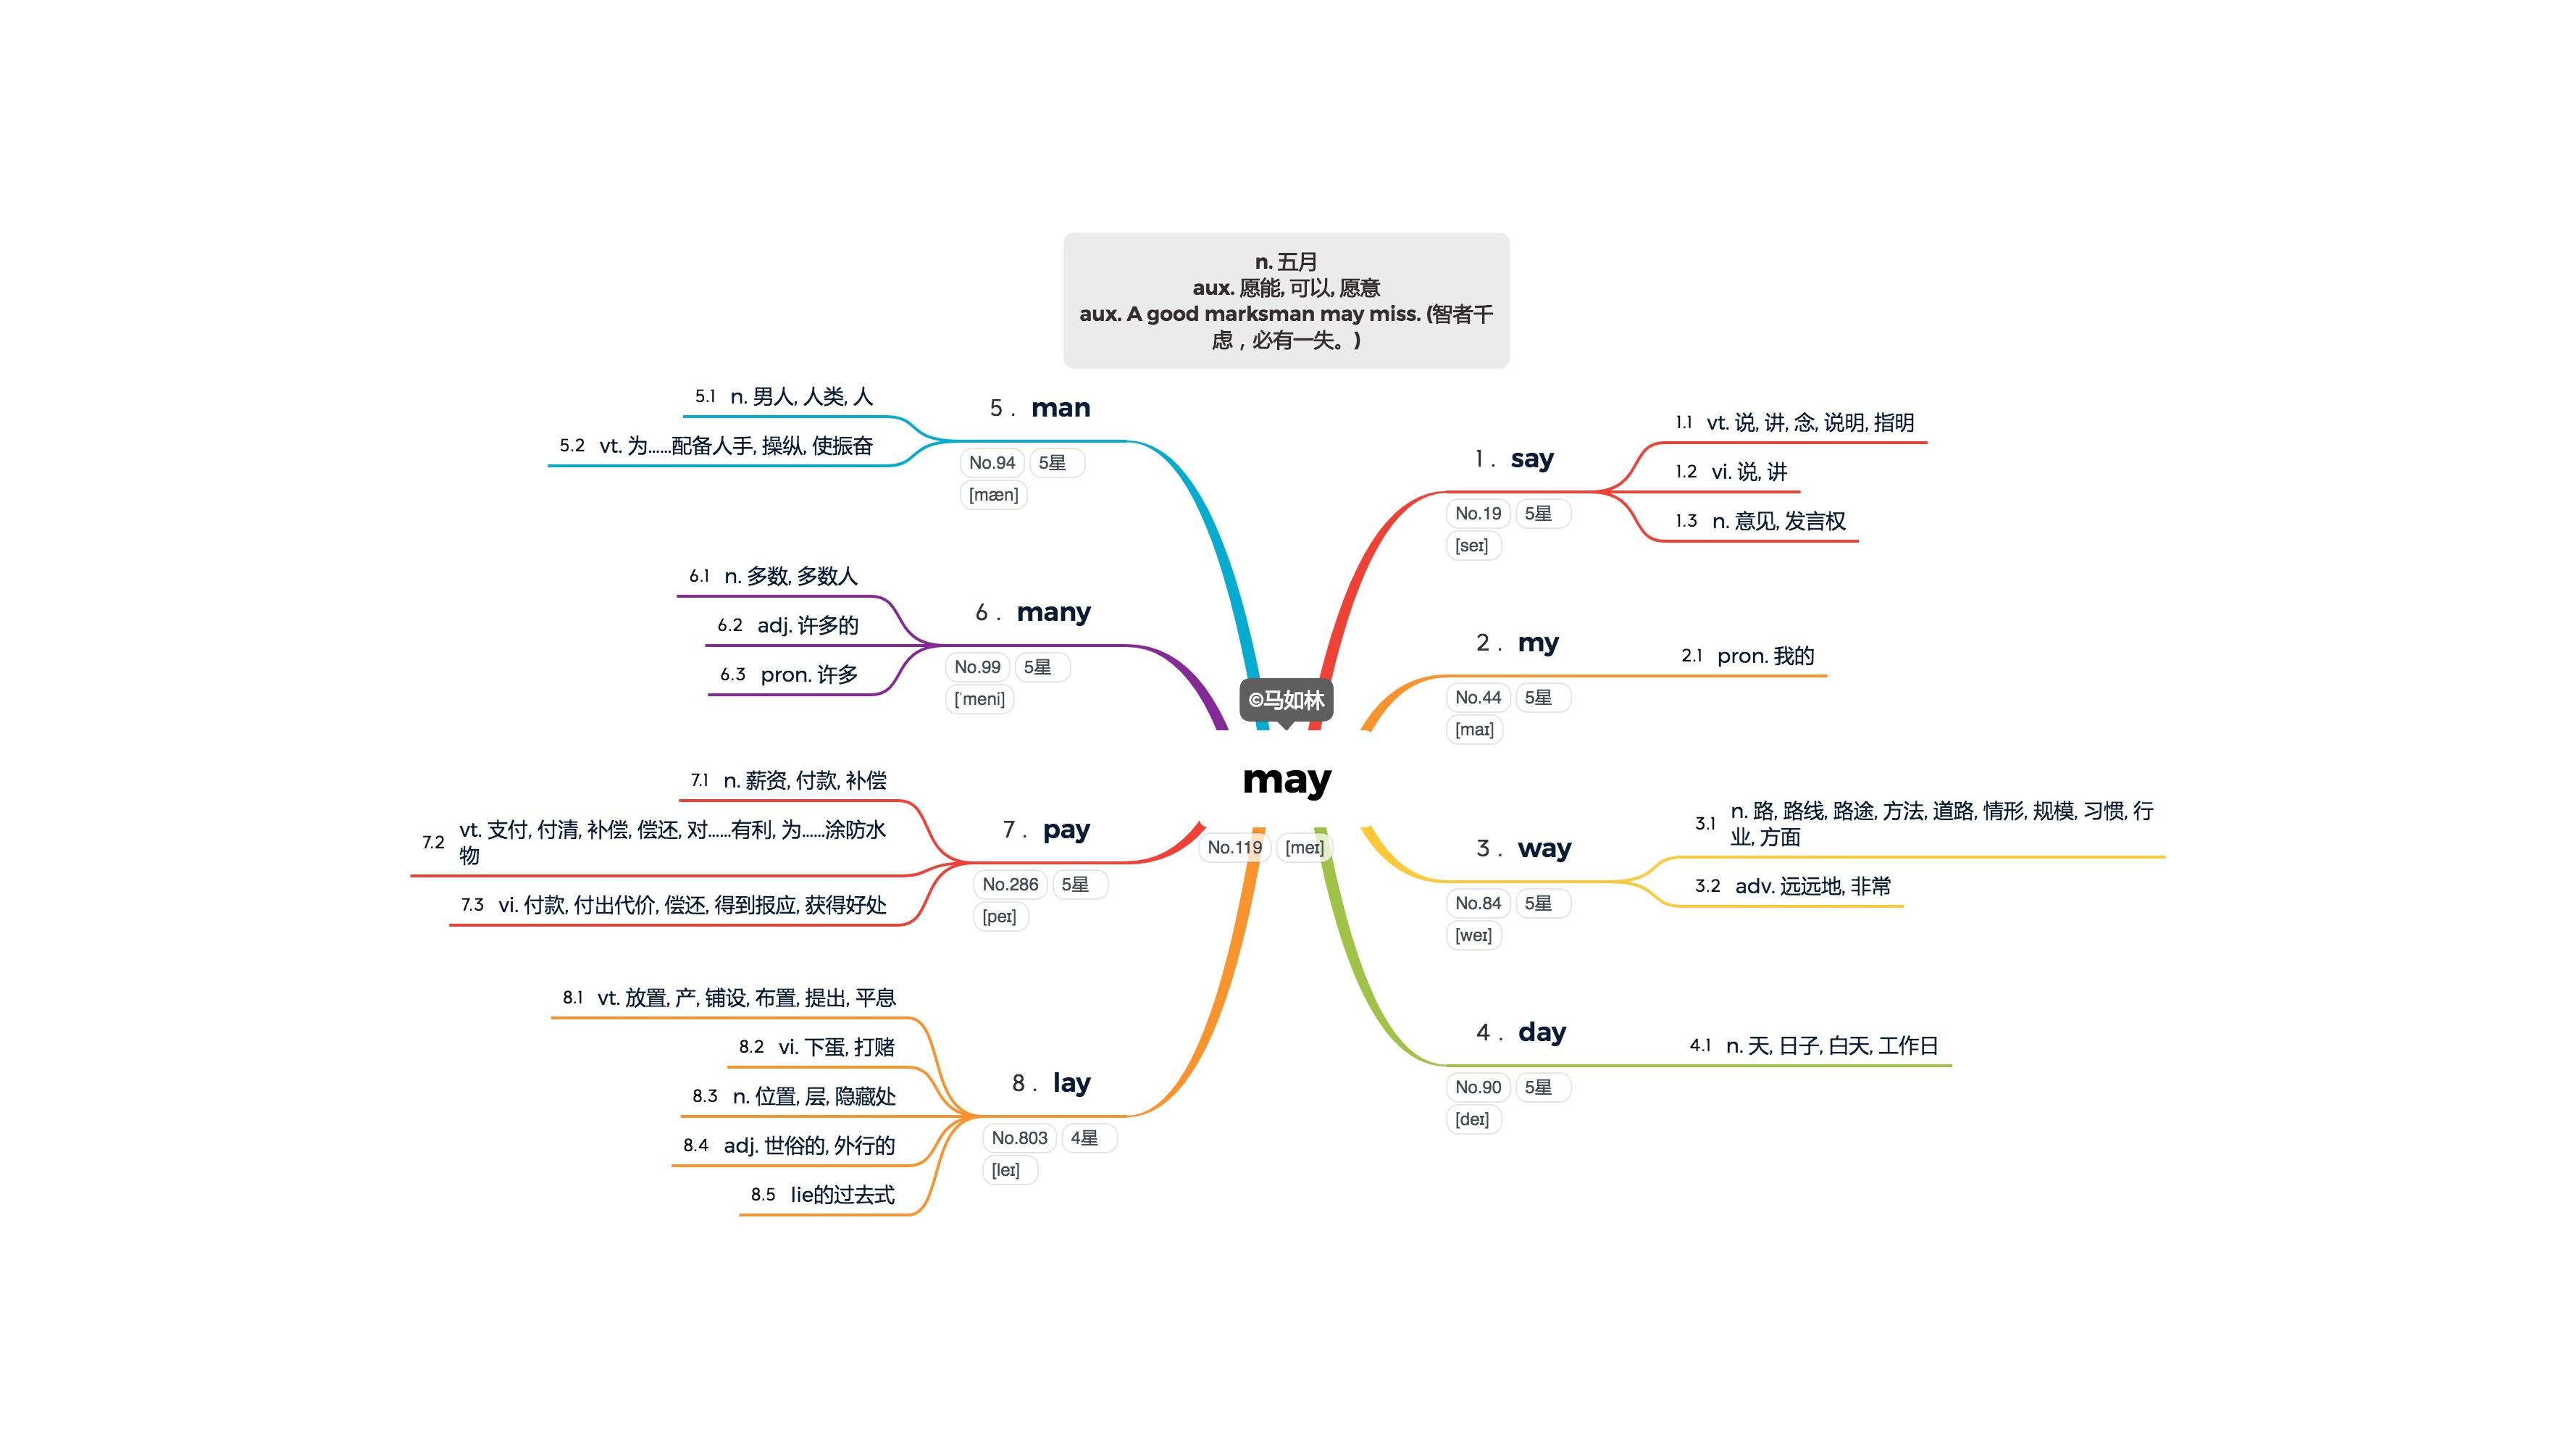 n. 五月
aux. 愿能, 可以, 愿意
aux. A good marksman may miss. (智者千
虑，必有一失。)
©马如林
may
No.119 [meɪ]
1 . say
No.19 5星
[seɪ]
1.1 vt. 说, 讲, 念, 说明, 指明
1.2 vi. 说, 讲
1.3 n. 意见, 发言权
2 . my
No.44 5星
[maɪ]
2.1 pron. 我的
3 . way
No.84 5星
[weɪ]
3.1 n. 路, 路线, 路途, 方法, 道路, 情形, 规模, 习惯, 行
业, 方面
3.2 adv. 远远地, 非常
4 . day
No.90 5星
[deɪ]
4.1 n. 天, 日子, 白天, 工作日
5 . man
No.94 5星
[mæn]
5.1 n. 男人, 人类, 人
5.2 vt. 为……配备人手, 操纵, 使振奋
6 . many
No.99 5星
[ˈmeni]
6.1 n. 多数, 多数人
6.2 adj. 许多的
6.3 pron. 许多
7 . pay
No.286 5星
[peɪ]
7.1 n. 薪资, 付款, 补偿
7.2 vt. 支付, 付清, 补偿, 偿还, 对……有利, 为……涂防水
物
7.3 vi. 付款, 付出代价, 偿还, 得到报应, 获得好处
8 . lay
No.803 4星
[leɪ]
8.1 vt. 放置, 产, 铺设, 布置, 提出, 平息
8.2 vi. 下蛋, 打赌
8.3 n. 位置, 层, 隐藏处
8.4 adj. 世俗的, 外行的
8.5 lie的过去式